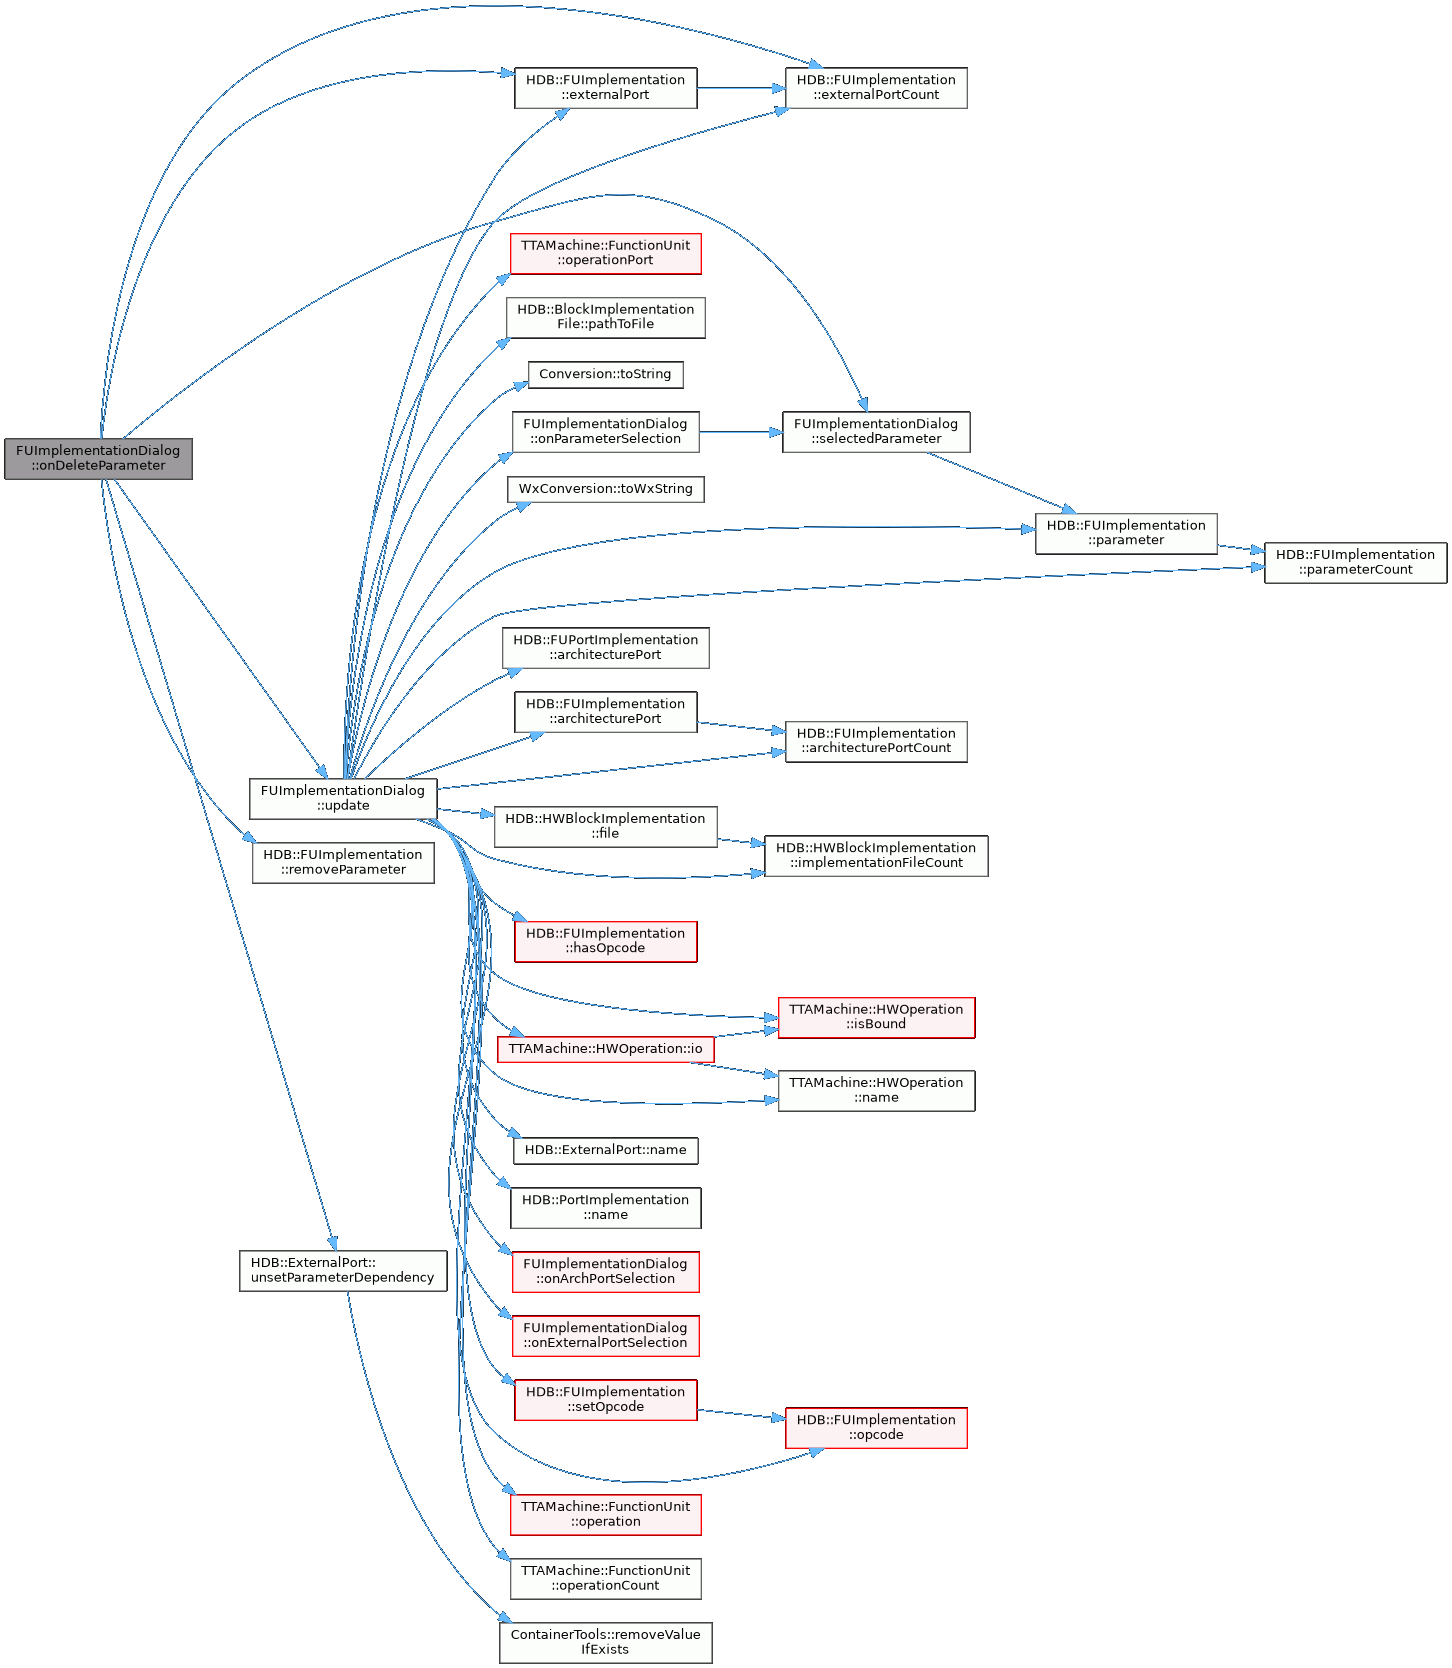 HDB::FUImplementation
::externalPort
HDB::FUImplementation
::externalPortCount
TTAMachine::FunctionUnit
::operationPort
HDB::BlockImplementation
File::pathToFile
Conversion::toString
FUImplementationDialog
::onParameterSelection
FUImplementationDialog
::selectedParameter
FUImplementationDialog
::onDeleteParameter
WxConversion::toWxString
HDB::FUImplementation
::parameter
HDB::FUImplementation
::parameterCount
HDB::FUPortImplementation
::architecturePort
HDB::FUImplementation
::architecturePort
HDB::FUImplementation
::architecturePortCount
FUImplementationDialog
::update
HDB::HWBlockImplementation
::file
HDB::HWBlockImplementation
::implementationFileCount
HDB::FUImplementation
::removeParameter
HDB::FUImplementation
::hasOpcode
TTAMachine::HWOperation
::isBound
TTAMachine::HWOperation::io
TTAMachine::HWOperation
::name
HDB::ExternalPort::name
HDB::PortImplementation
::name
HDB::ExternalPort::
unsetParameterDependency
FUImplementationDialog
::onArchPortSelection
FUImplementationDialog
::onExternalPortSelection
HDB::FUImplementation
::setOpcode
HDB::FUImplementation
::opcode
TTAMachine::FunctionUnit
::operation
TTAMachine::FunctionUnit
::operationCount
ContainerTools::removeValue
IfExists